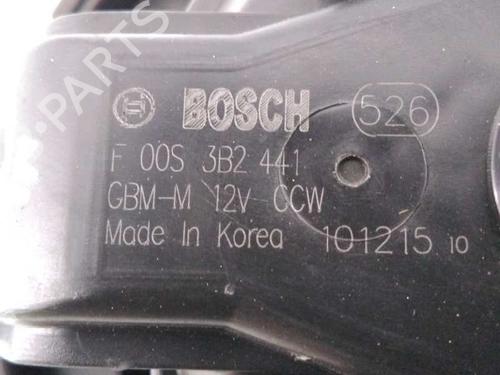 PARTS
BOSCH 526
F 00S 3B2 441
GBM-M 12V CCW
Made In Korea 101215 10